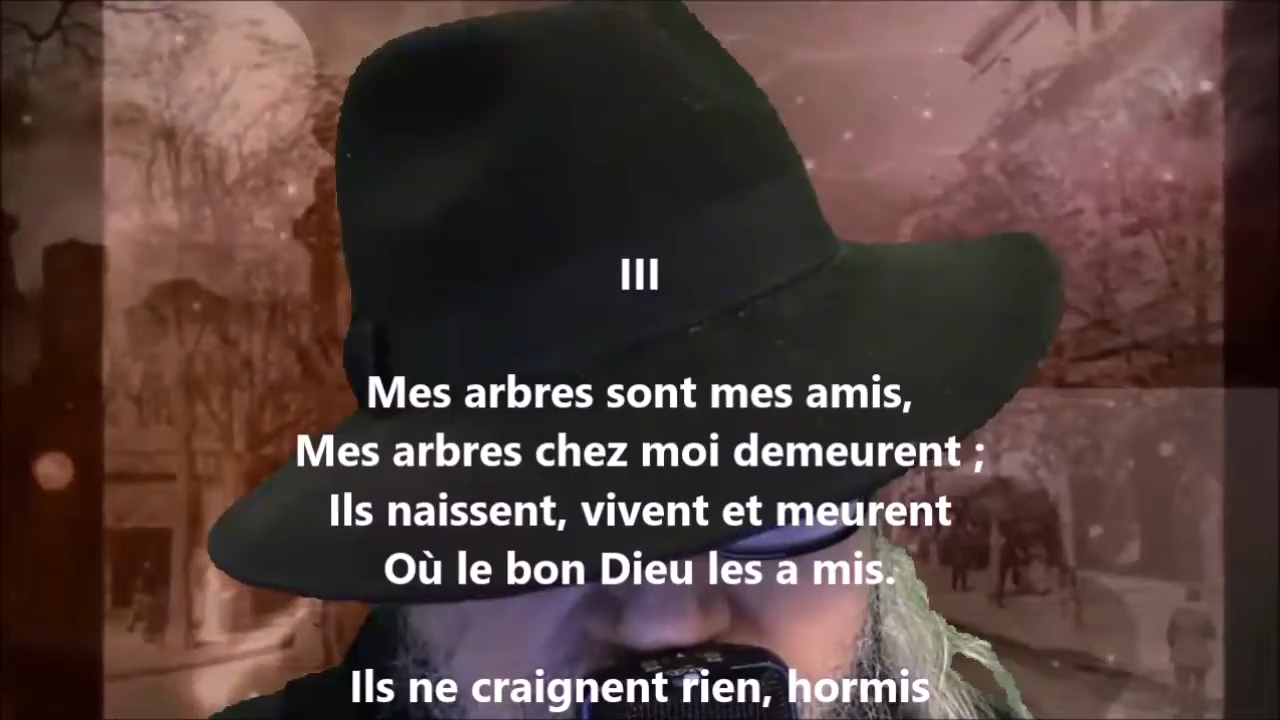 III
Mes arbres sont mes amis,
Mes arbres chez moi demeurent ;
Ils naissent, vivent et meurent
Où le bon Dieu les a mis.
Ils ne craignent rien, hormis